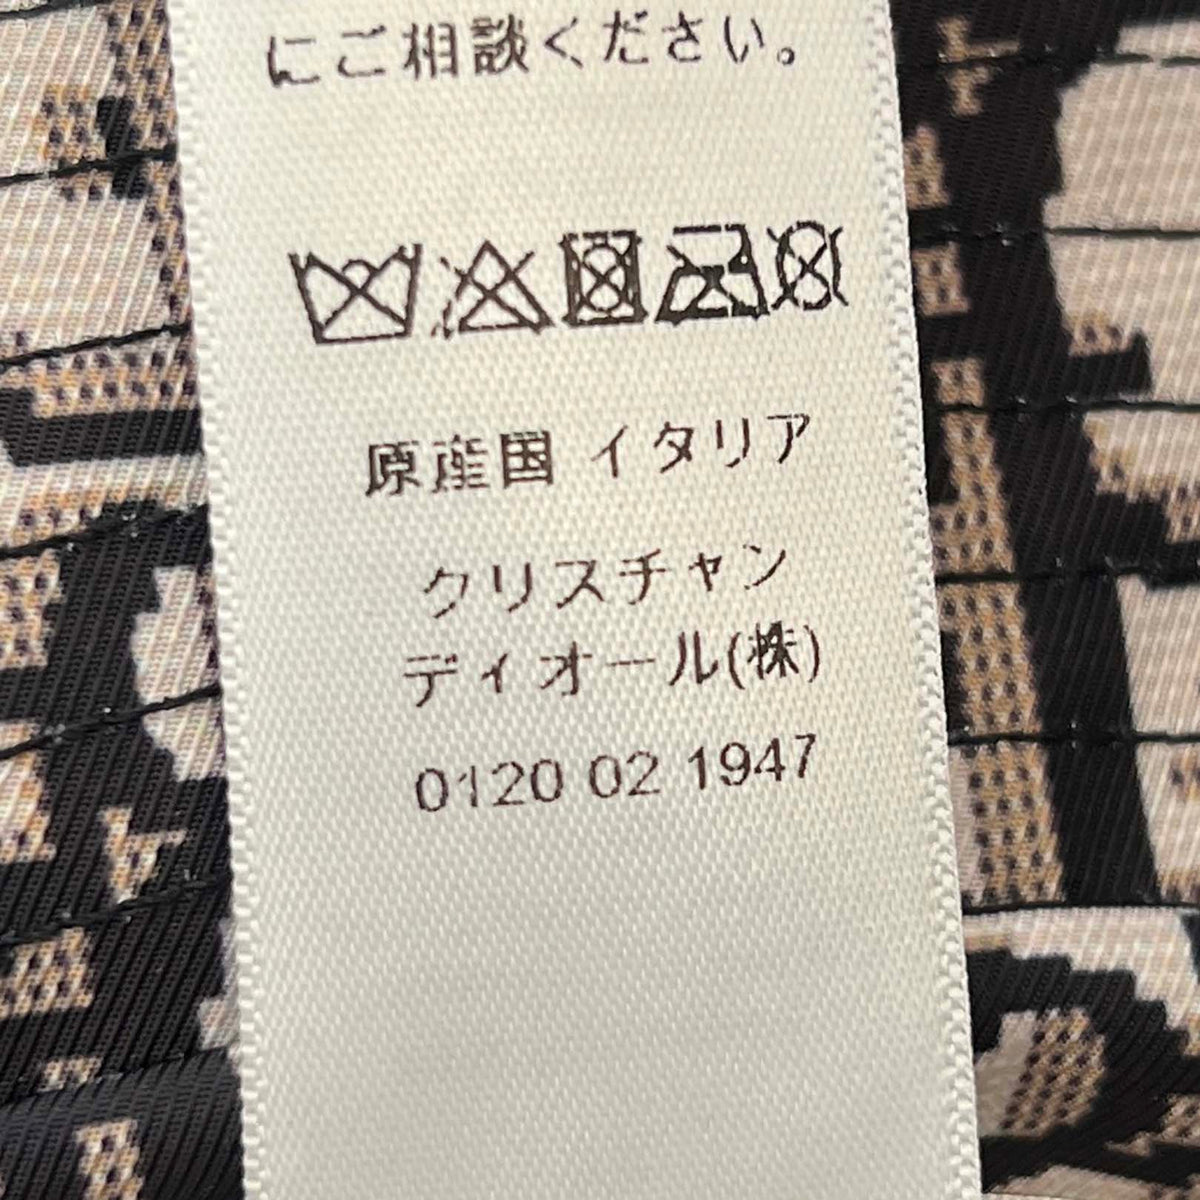 にご相談ください。
原産国 イタリア
クリスチャン
ディオール(株)
0120 02 1947